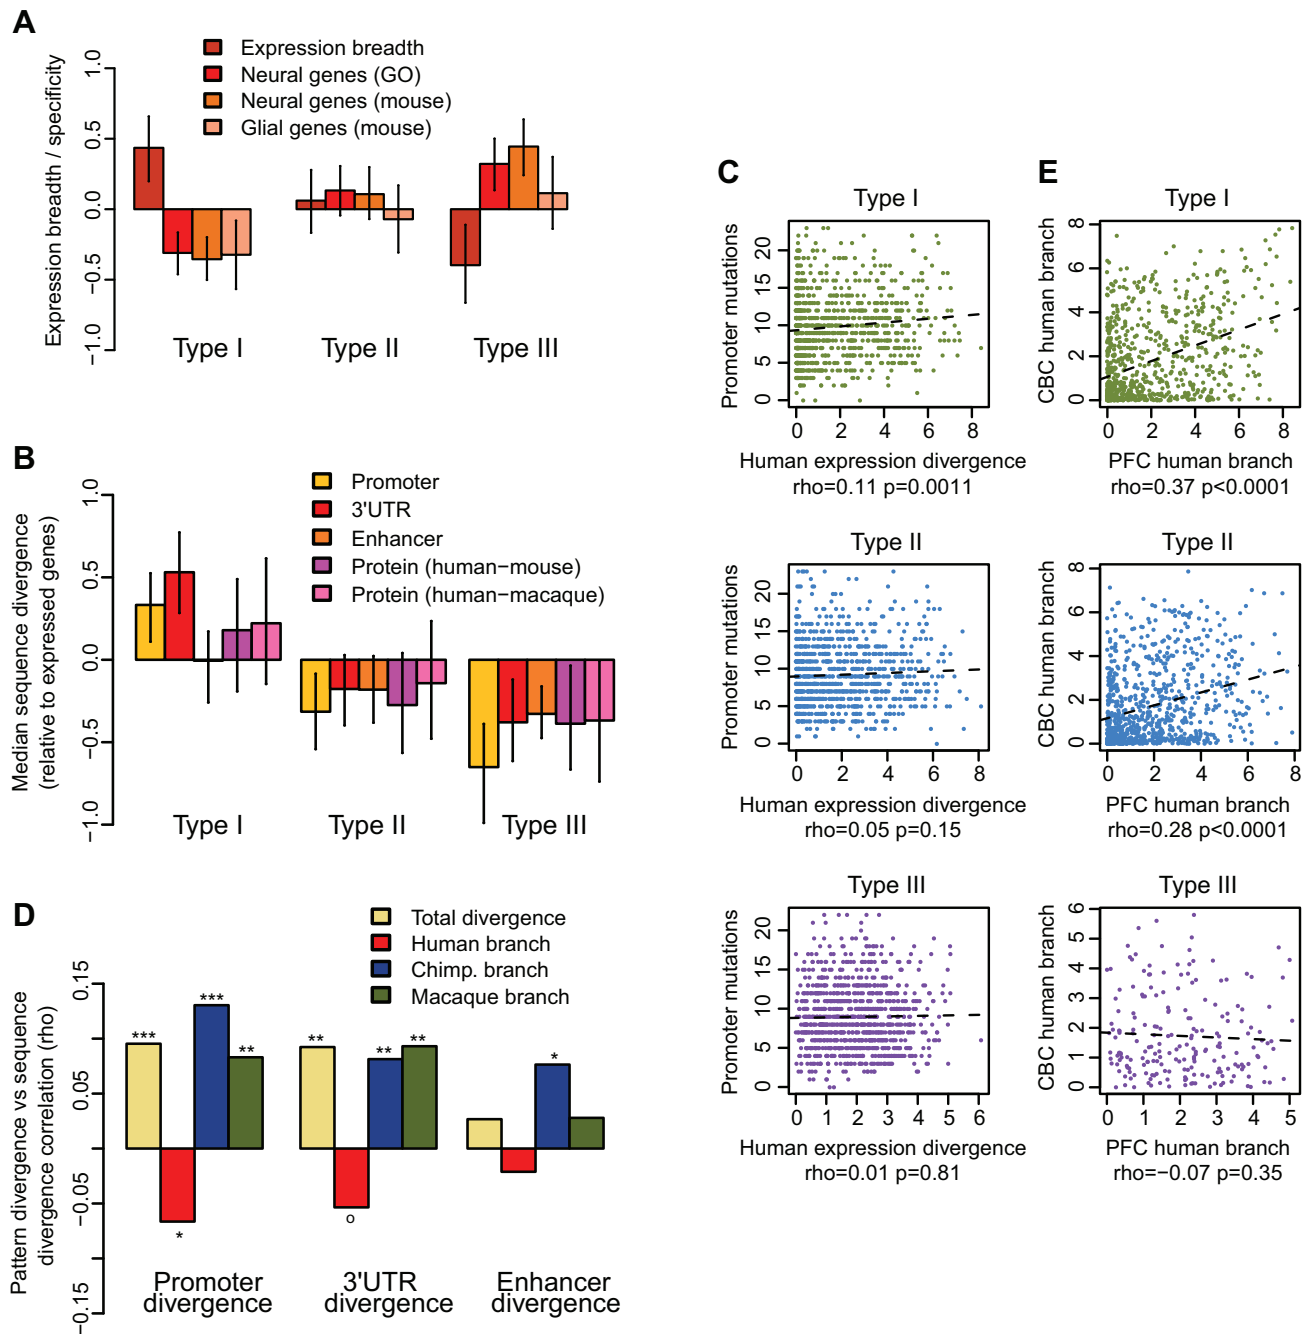 A
Expression breadth
Neural genes (GO)
Neural genes (mouse)
Glial genes (mouse)
Expression breadth / specificity
1.0
0.5
0.0
−0.5
−1.0
Type I
Type II
Type III
B
Promoter
3'UTR
Enhancer
Protein (human−mouse)
Protein (human−macaque)
Median sequence divergence
(relative to expressed genes)
1.0
0.5
0.0
−0.5
−1.0
Type I
Type II
Type III
D
Total divergence
Human branch
Chimp. branch
Macaque branch
Pattern divergence vs sequence
divergence correlation (rho)
0.15
0.05
−0.05
−0.15
***
*
***
**
**
o
**
**
*
Promoter
divergence
3'UTR
divergence
Enhancer
divergence
C
Type I
Promoter mutations
20
15
10
5
0
0 2 4 6 8
Human expression divergence
rho=0.11 p=0.0011
Type II
Promoter mutations
20
15
10
5
0
0 2 4 6 8
Human expression divergence
rho=0.05 p=0.15
Type III
Promoter mutations
20
15
10
5
0
0 1 2 3 4 5 6
Human expression divergence
rho=0.01 p=0.81
E
Type I
CBC human branch
8
6
4
2
0
0 2 4 6 8
PFC human branch
rho=0.37 p<0.0001
Type II
CBC human branch
8
6
4
2
0
0 2 4 6 8
PFC human branch
rho=0.28 p<0.0001
Type III
CBC human branch
6
5
4
3
2
1
0
0 1 2 3 4 5
PFC human branch
rho=−0.07 p=0.35